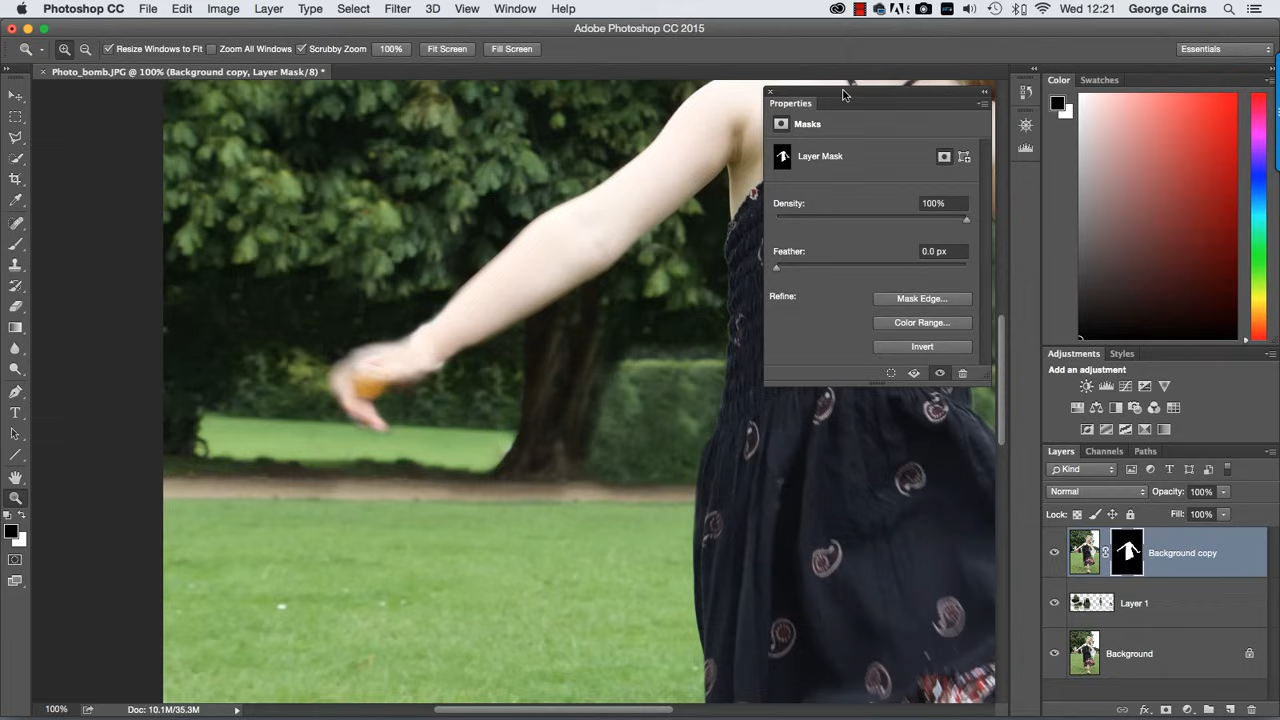 Photoshop CC File Edit Image Layer Type Select Filter 3D View Window Help Wed 12:21 George Cairns
Adobe Photoshop CC 2015
Resize Windows to Fit Zoom All Windows Scrubby Zoom 100% Fit Screen Fill Screen Essentials
Photo_bomb.JPG @ 100% (Background copy, Layer Mask/8) *
Color Swatches
Properties
Masks
Layer Mask
Density: 100%
Feather: 0.0 px
Refine: Mask Edge...
Color Range...
Invert
Adjustments Styles
Add an adjustment
Layers Channels Paths
Kind
Normal Opacity: 100%
Lock: Fill: 100%
Background copy
Layer 1
Background
100% Doc: 10.1M/35.3M